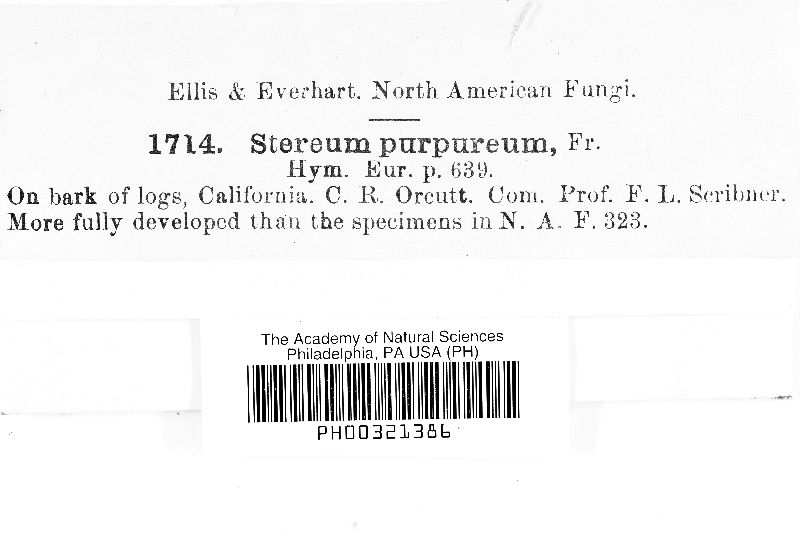 Ellis & Everhart. North American Fungi.
1714. Stereum purpureum, Fr.
Hym. Eur. p. 639.
On bark of logs, California. C. R. Orcutt. Com. Prof. F. L. Scribner.
More fully developed than the specimens in N. A. F. 323.
The Academy of Natural Sciences
Philadelphia, PA USA (PH)
PH00321386